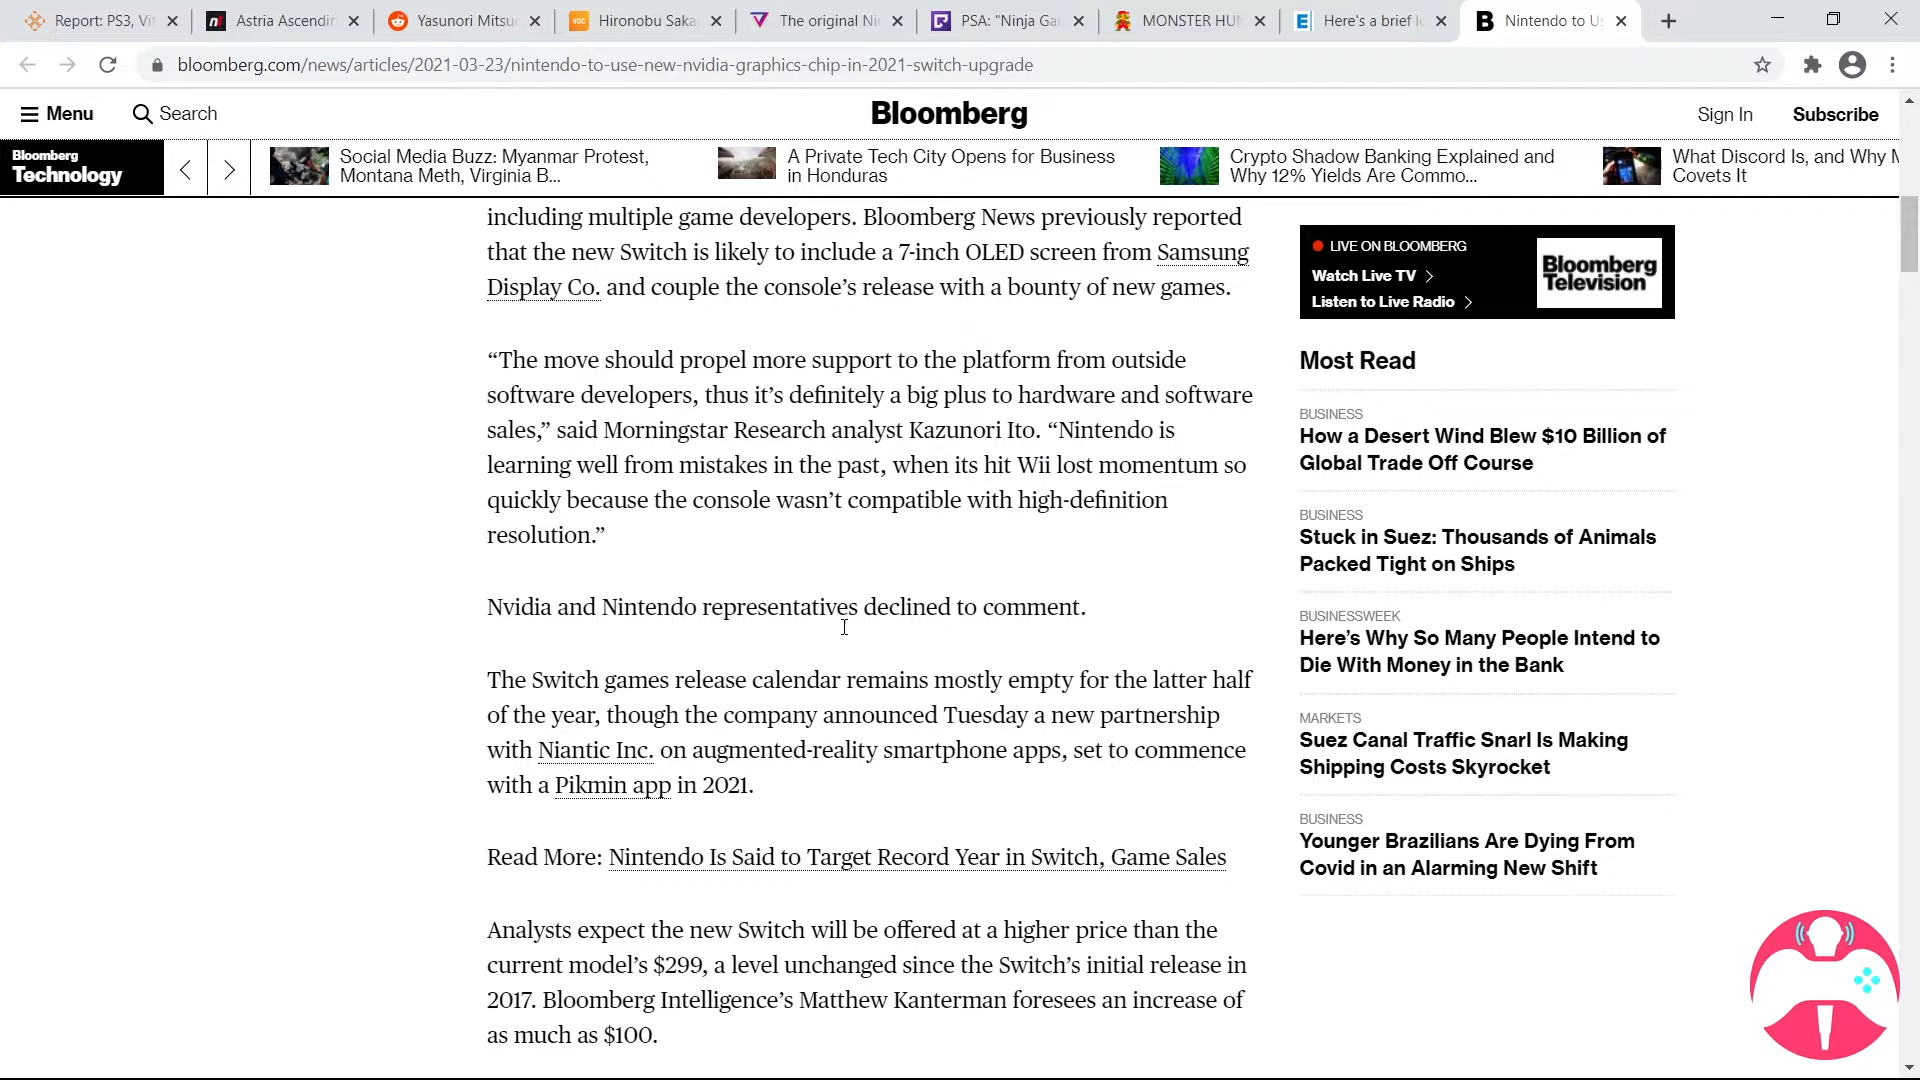 Report: PS3, Vit
Astria Ascendin
Yasunori Mitsud
VGC
Hironobu Saka
The original Nin
PSA: "Ninja Gai
MONSTER HUN
Here's a brief lo
Nintendo to Us
bloomberg.com/news/articles/2021-03-23/nintendo-to-use-new-nvidia-graphics-chip-in-2021-switch-upgrade
Menu
Search
Bloomberg
Sign In
Subscribe
Bloomberg
Technology
Social Media Buzz: Myanmar Protest,
Montana Meth, Virginia B...
A Private Tech City Opens for Business
in Honduras
Crypto Shadow Banking Explained and
Why 12% Yields Are Commo...
What Discord Is, and Why M
Covets It
including multiple game developers. Bloomberg News previously reported
that the new Switch is likely to include a 7-inch OLED screen from Samsung
Display Co. and couple the console’s release with a bounty of new games.
“The move should propel more support to the platform from outside
software developers, thus it’s definitely a big plus to hardware and software
sales,” said Morningstar Research analyst Kazunori Ito. “Nintendo is
learning well from mistakes in the past, when its hit Wii lost momentum so
quickly because the console wasn’t compatible with high-definition
resolution.”
Nvidia and Nintendo representatives declined to comment.
The Switch games release calendar remains mostly empty for the latter half
of the year, though the company announced Tuesday a new partnership
with Niantic Inc. on augmented-reality smartphone apps, set to commence
with a Pikmin app in 2021.
Read More: Nintendo Is Said to Target Record Year in Switch, Game Sales
Analysts expect the new Switch will be offered at a higher price than the
current model’s $299, a level unchanged since the Switch’s initial release in
2017. Bloomberg Intelligence’s Matthew Kanterman foresees an increase of
as much as $100.
LIVE ON BLOOMBERG
Watch Live TV
Listen to Live Radio
Bloomberg
Television
Most Read
BUSINESS
How a Desert Wind Blew $10 Billion of
Global Trade Off Course
BUSINESS
Stuck in Suez: Thousands of Animals
Packed Tight on Ships
BUSINESSWEEK
Here’s Why So Many People Intend to
Die With Money in the Bank
MARKETS
Suez Canal Traffic Snarl Is Making
Shipping Costs Skyrocket
BUSINESS
Younger Brazilians Are Dying From
Covid in an Alarming New Shift